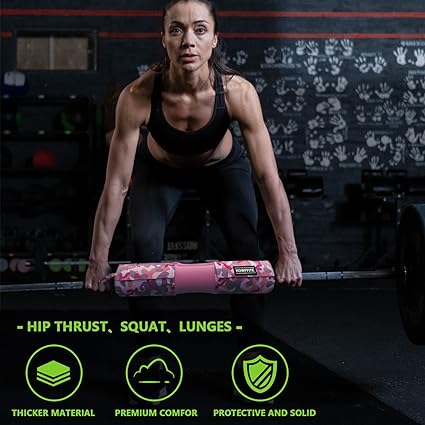 - HIP THRUST、SQUAT、LUNGES -
THICKER MATERIAL
PREMIUM COMFOR
PROTECTIVE AND SOLID